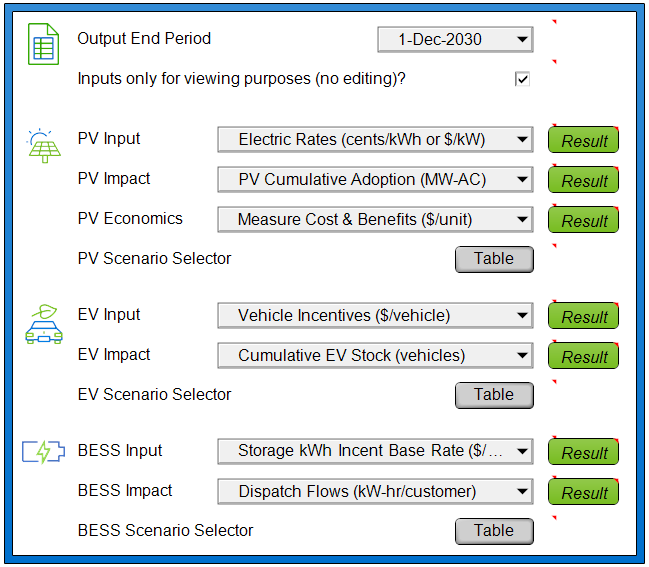 Output End Period 1-Dec-2030
Inputs only for viewing purposes (no editing)?
PV Input Electric Rates (cents/kWh or $/kW) Result
PV Impact PV Cumulative Adoption (MW-AC) Result
PV Economics Measure Cost & Benefits ($/unit) Result
PV Scenario Selector Table
EV Input Vehicle Incentives ($/vehicle) Result
EV Impact Cumulative EV Stock (vehicles) Result
EV Scenario Selector Table
BESS Input Storage kWh Incent Base Rate ($/... Result
BESS Impact Dispatch Flows (kW-hr/customer) Result
BESS Scenario Selector Table